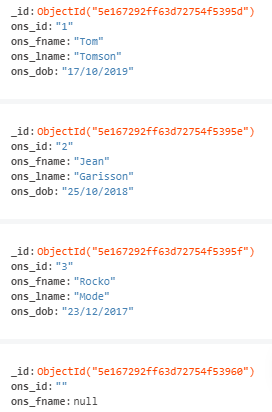 _id: ObjectId("5e167292ff63d72754f5395d")
ons_id: "1"
ons_fname: "Tom"
ons_lname: "Tomson"
ons_dob: "17/10/2019"
_id: ObjectId("5e167292ff63d72754f5395e")
ons_id: "2"
ons_fname: "Jean"
ons_lname: "Garisson"
ons_dob: "25/10/2018"
_id: ObjectId("5e167292ff63d72754f5395f")
ons_id: "3"
ons_fname: "Rocko"
ons_lname: "Mode"
ons_dob: "23/12/2017"
_id: ObjectId("5e167292ff63d72754f53960")
ons_id: ""
ons_fname: null